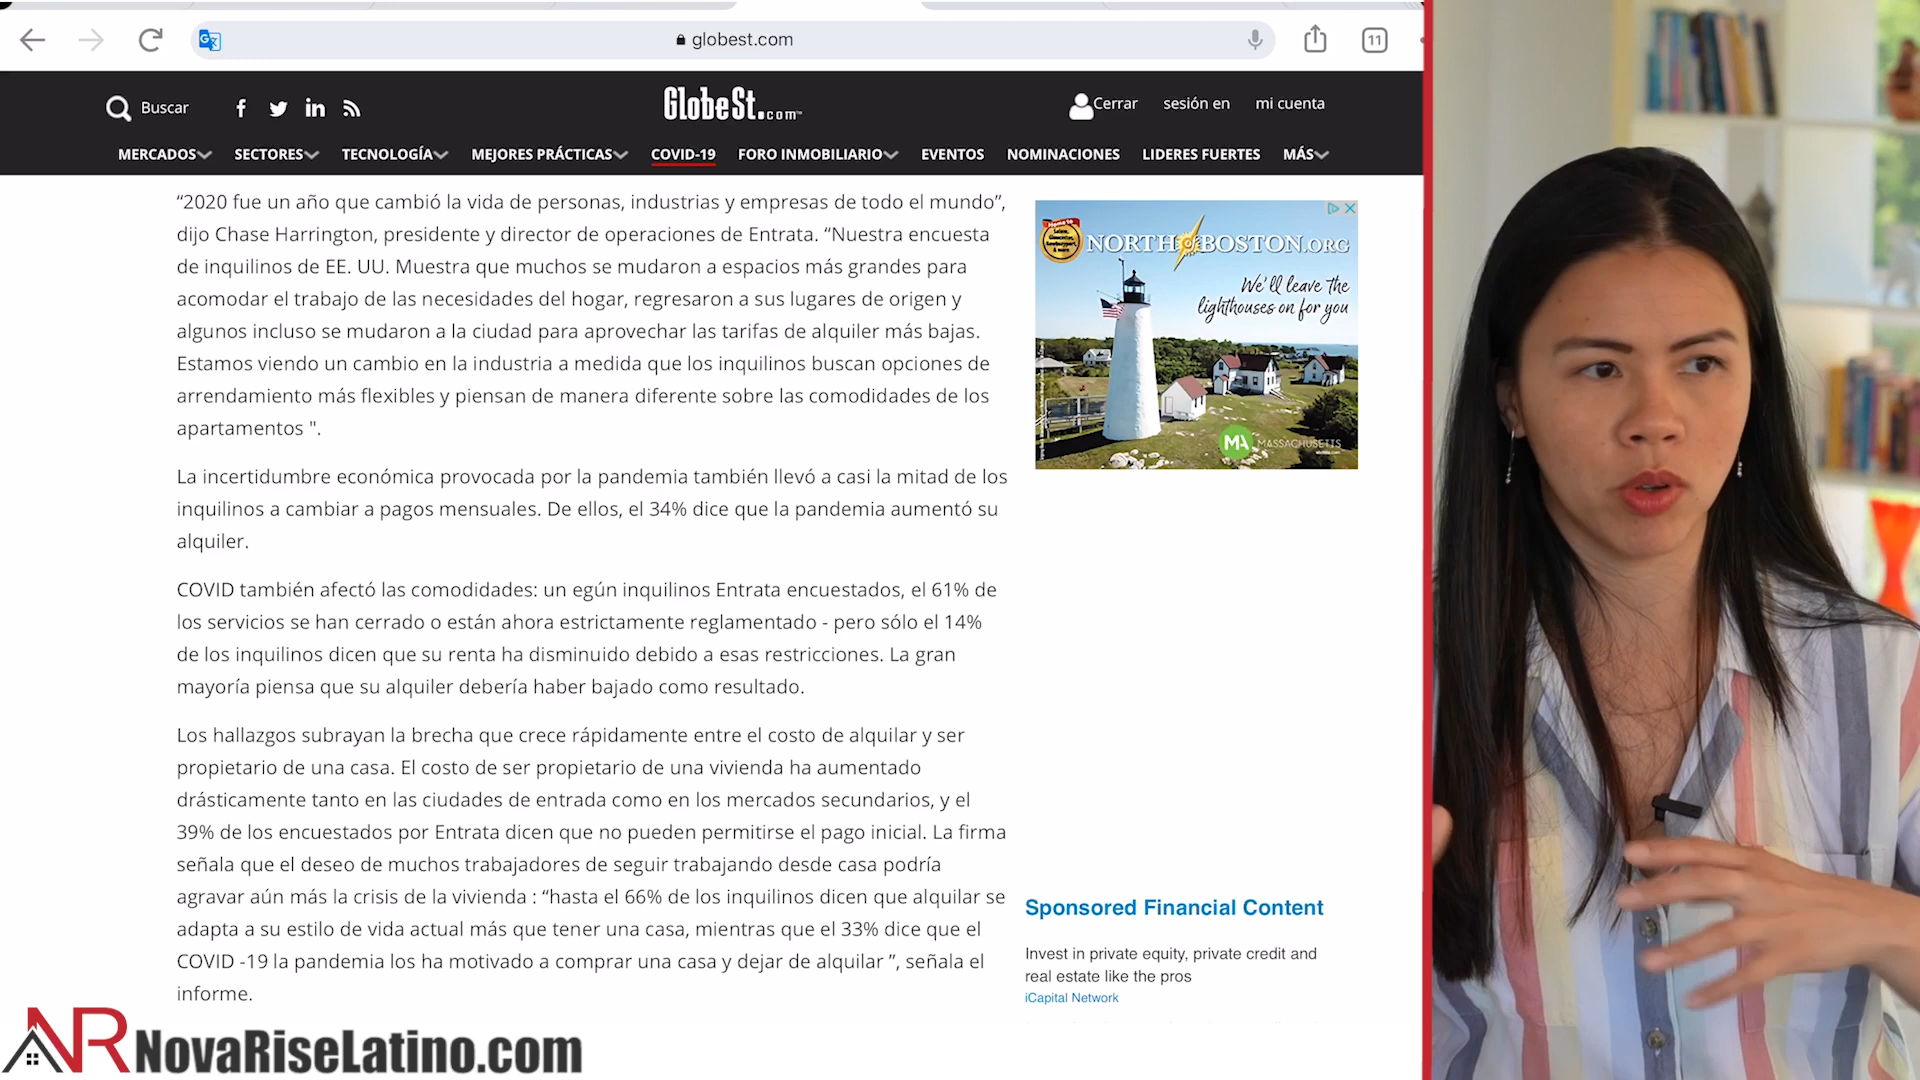 globest.com
11
Buscar
GlobeSt.com™
Cerrar sesión en mi cuenta
MERCADOS SECTORES TECNOLOGÍA MEJORES PRÁCTICAS COVID-19 FORO INMOBILIARIO EVENTOS NOMINACIONES LIDERES FUERTES MÁS
“2020 fue un año que cambió la vida de personas, industrias y empresas de todo el mundo”,
dijo Chase Harrington, presidente y director de operaciones de Entrata. “Nuestra encuesta
de inquilinos de EE. UU. Muestra que muchos se mudaron a espacios más grandes para
acomodar el trabajo de las necesidades del hogar, regresaron a sus lugares de origen y
algunos incluso se mudaron a la ciudad para aprovechar las tarifas de alquiler más bajas.
Estamos viendo un cambio en la industria a medida que los inquilinos buscan opciones de
arrendamiento más flexibles y piensan de manera diferente sobre las comodidades de los
apartamentos ".
La incertidumbre económica provocada por la pandemia también llevó a casi la mitad de los
inquilinos a cambiar a pagos mensuales. De ellos, el 34% dice que la pandemia aumentó su
alquiler.
COVID también afectó las comodidades: un egún inquilinos Entrata encuestados, el 61% de
los servicios se han cerrado o están ahora estrictamente reglamentado - pero sólo el 14%
de los inquilinos dicen que su renta ha disminuido debido a esas restricciones. La gran
mayoría piensa que su alquiler debería haber bajado como resultado.
Los hallazgos subrayan la brecha que crece rápidamente entre el costo de alquilar y ser
propietario de una casa. El costo de ser propietario de una vivienda ha aumentado
drásticamente tanto en las ciudades de entrada como en los mercados secundarios, y el
39% de los encuestados por Entrata dicen que no pueden permitirse el pago inicial. La firma
señala que el deseo de muchos trabajadores de seguir trabajando desde casa podría
agravar aún más la crisis de la vivienda : “hasta el 66% de los inquilinos dicen que alquilar se
adapta a su estilo de vida actual más que tener una casa, mientras que el 33% dice que el
COVID -19 la pandemia los ha motivado a comprar una casa y dejar de alquilar ”, señala el
informe.
NORTH of BOSTON.ORG
We'll leave the
lighthouses on for you
MA MASSACHUSETTS
Sponsored Financial Content
Invest in private equity, private credit and
real estate like the pros
iCapital Network
NR NovaRiseLatino.com